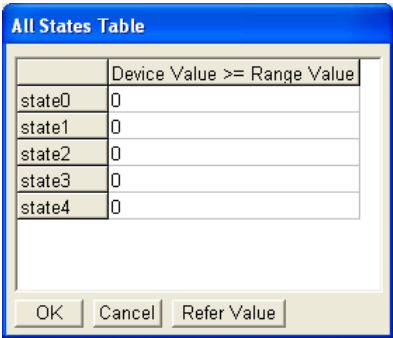 All States Table
Device Value >= Range Value
state0 0
state1 0
state2 0
state3 0
state4 0
OK Cancel Refer Value